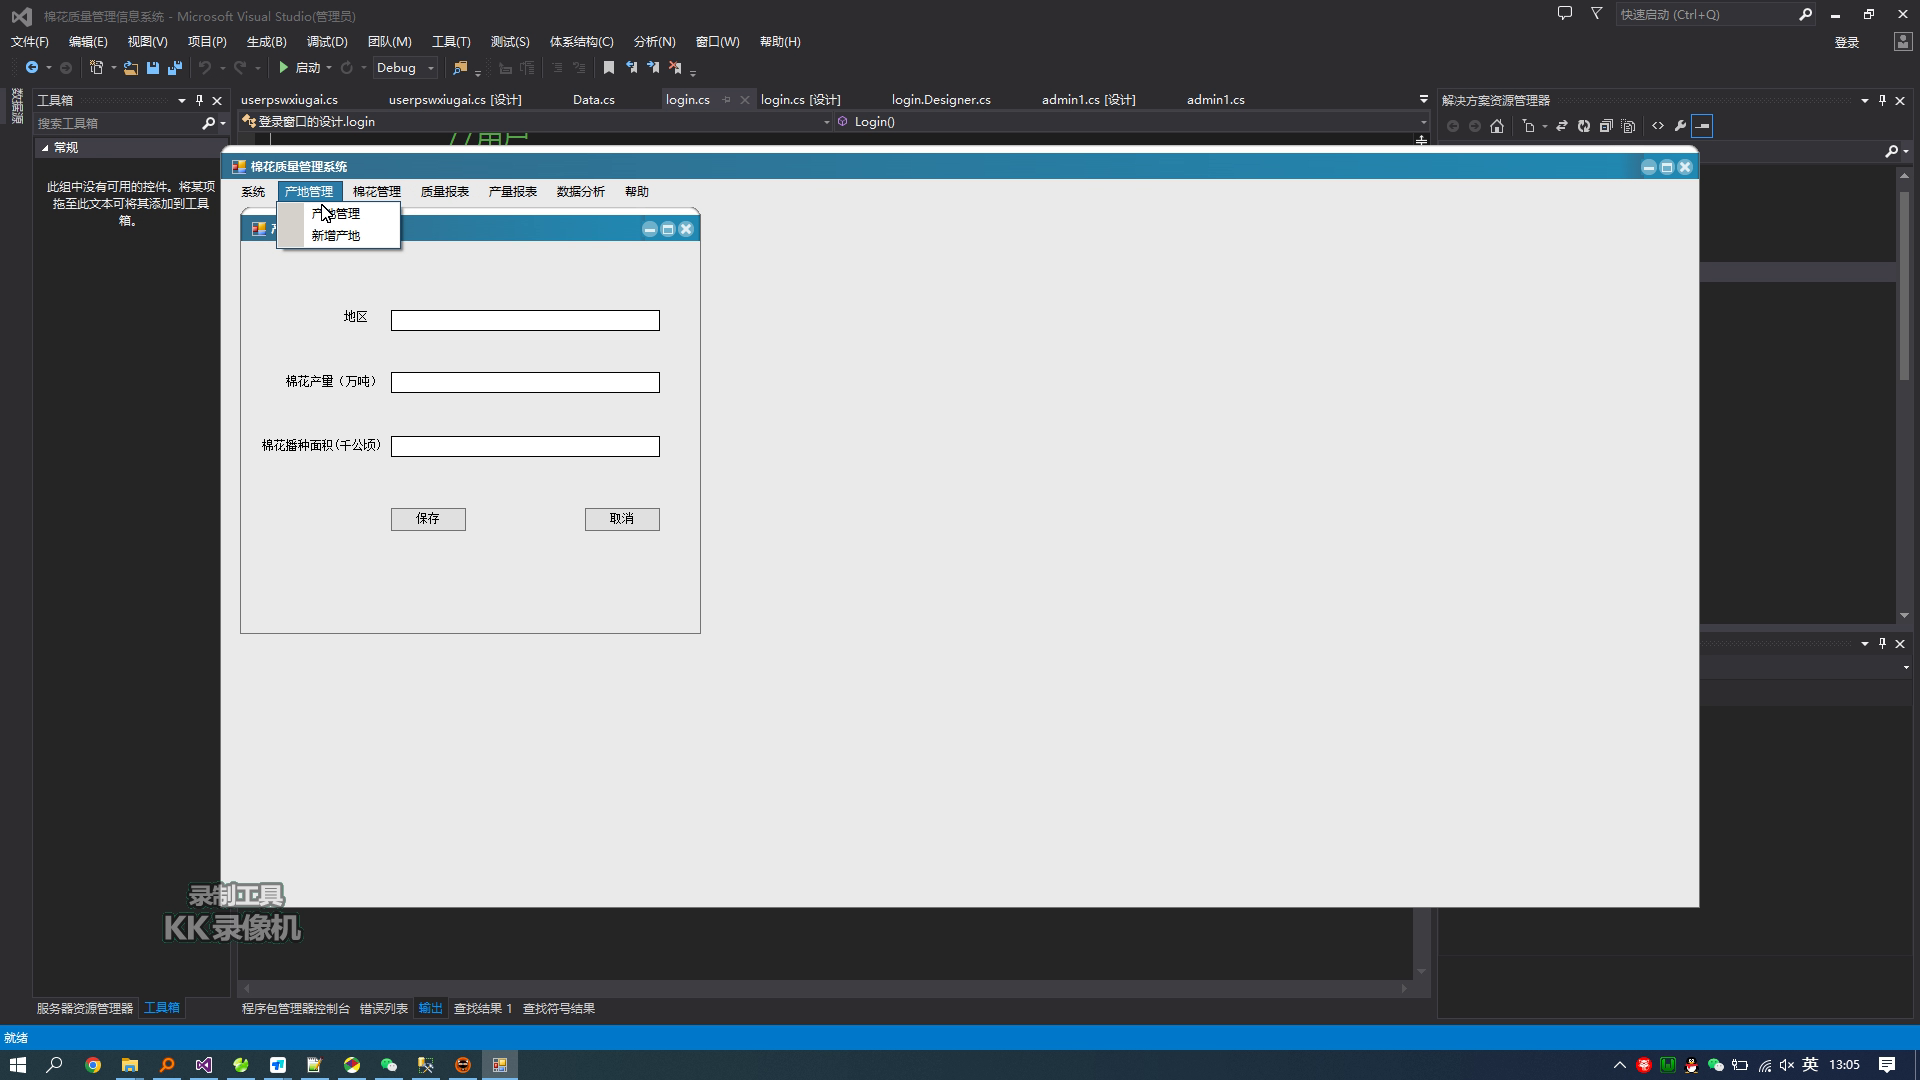 棉花质量管理信息系统 - Microsoft Visual Studio(管理员)
快速启动 (Ctrl+Q)
文件(F) 编辑(E) 视图(V) 项目(P) 生成(B) 调试(D) 团队(M) 工具(T) 测试(S) 体系结构(C) 分析(N) 窗口(W) 帮助(H)
登录
启动 Debug
工具箱
userpswxiugai.cs userpswxiugai.cs [设计] Data.cs login.cs login.cs [设计] login.Designer.cs admin1.cs [设计] admin1.cs
解决方案资源管理器
搜索工具箱
登录窗口的设计.login Login()
常规
此组中没有可用的控件。将某项
拖至此文本可将其添加到工具
箱。
棉花质量管理系统
系统 产地管理 棉花管理 质量报表 产量报表 数据分析 帮助
产地管理
新增产地
地区
棉花产量（万吨）
棉花播种面积(千公顷)
保存 取消
录制工具
KK 录像机
服务器资源管理器 工具箱 程序包管理器控制台 错误列表 输出 查找结果 1 查找符号结果
就绪
英 13:05